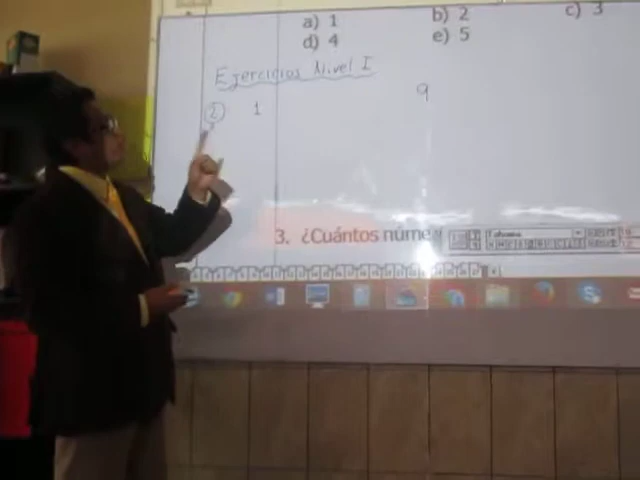 a) 1 b) 2 c) 3
d) 4 e) 5
Ejercicios Nivel I
2 1 9
3. ¿Cuántos núme